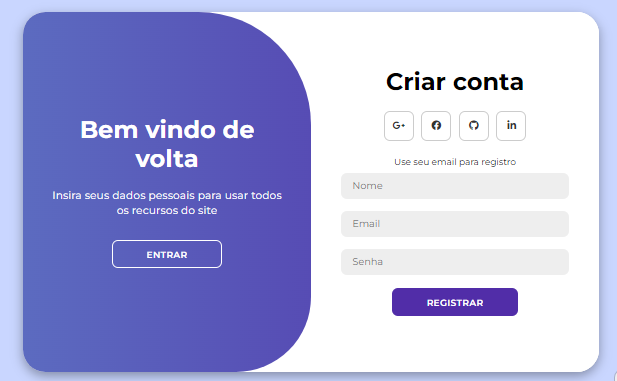 Bem vindo de
volta
Insira seus dados pessoais para usar todos
os recursos do site
ENTRAR
Criar conta
G+
in
Use seu email para registro
Nome
Email
Senha
REGISTRAR